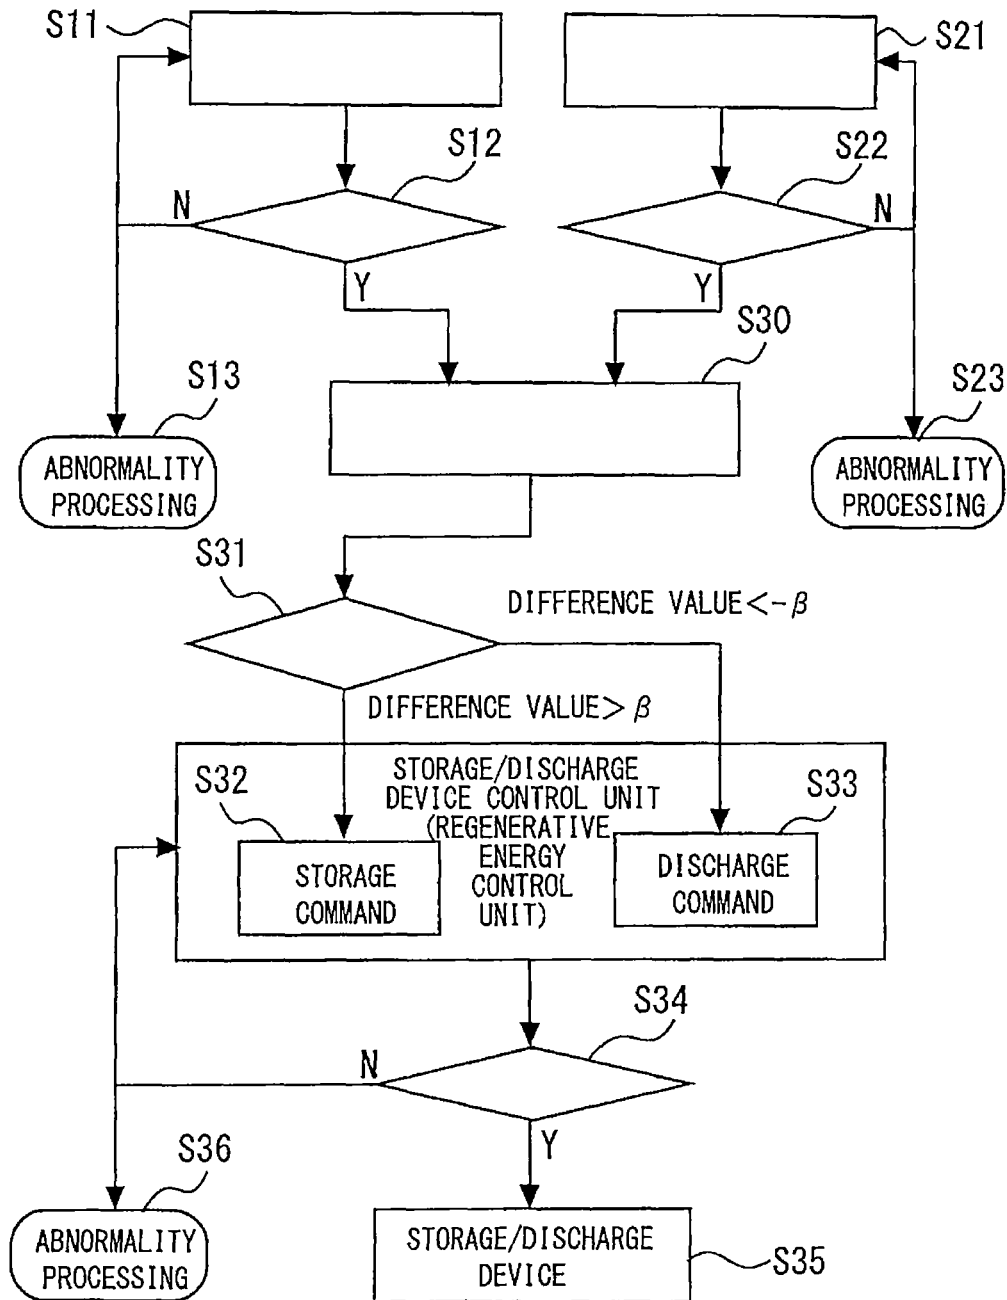 S11
S21
S12
S22
N
N
Y
Y
S30
S13
S23
ABNORMALITY
PROCESSING
ABNORMALITY
PROCESSING
S31
DIFFERENCE VALUE<-β
DIFFERENCE VALUE>β
S32
STORAGE/DISCHARGE
DEVICE CONTROL UNIT
(REGENERATIVE
ENERGY
CONTROL
UNIT)
S33
STORAGE
COMMAND
DISCHARGE
COMMAND
S34
N
Y
S36
ABNORMALITY
PROCESSING
STORAGE/DISCHARGE
DEVICE
S35